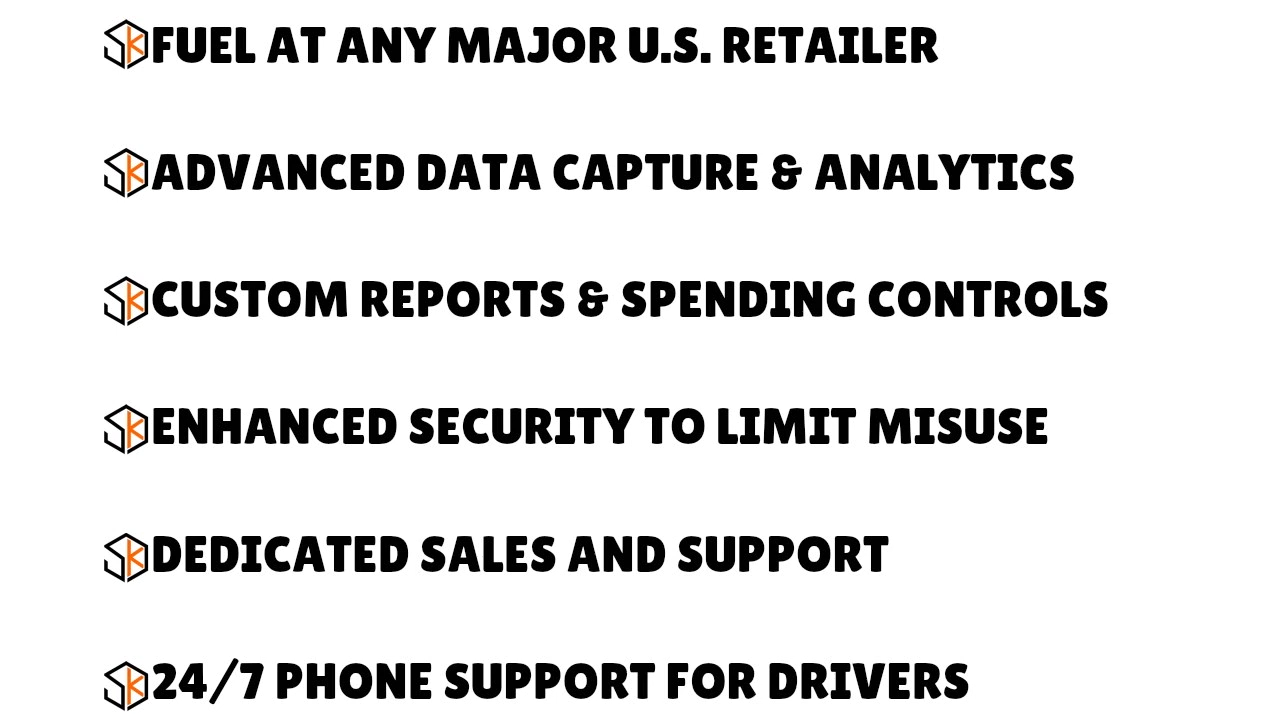 FUEL AT ANY MAJOR U.S. RETAILER
ADVANCED DATA CAPTURE & ANALYTICS
CUSTOM REPORTS & SPENDING CONTROLS
ENHANCED SECURITY TO LIMIT MISUSE
DEDICATED SALES AND SUPPORT
24/7 PHONE SUPPORT FOR DRIVERS